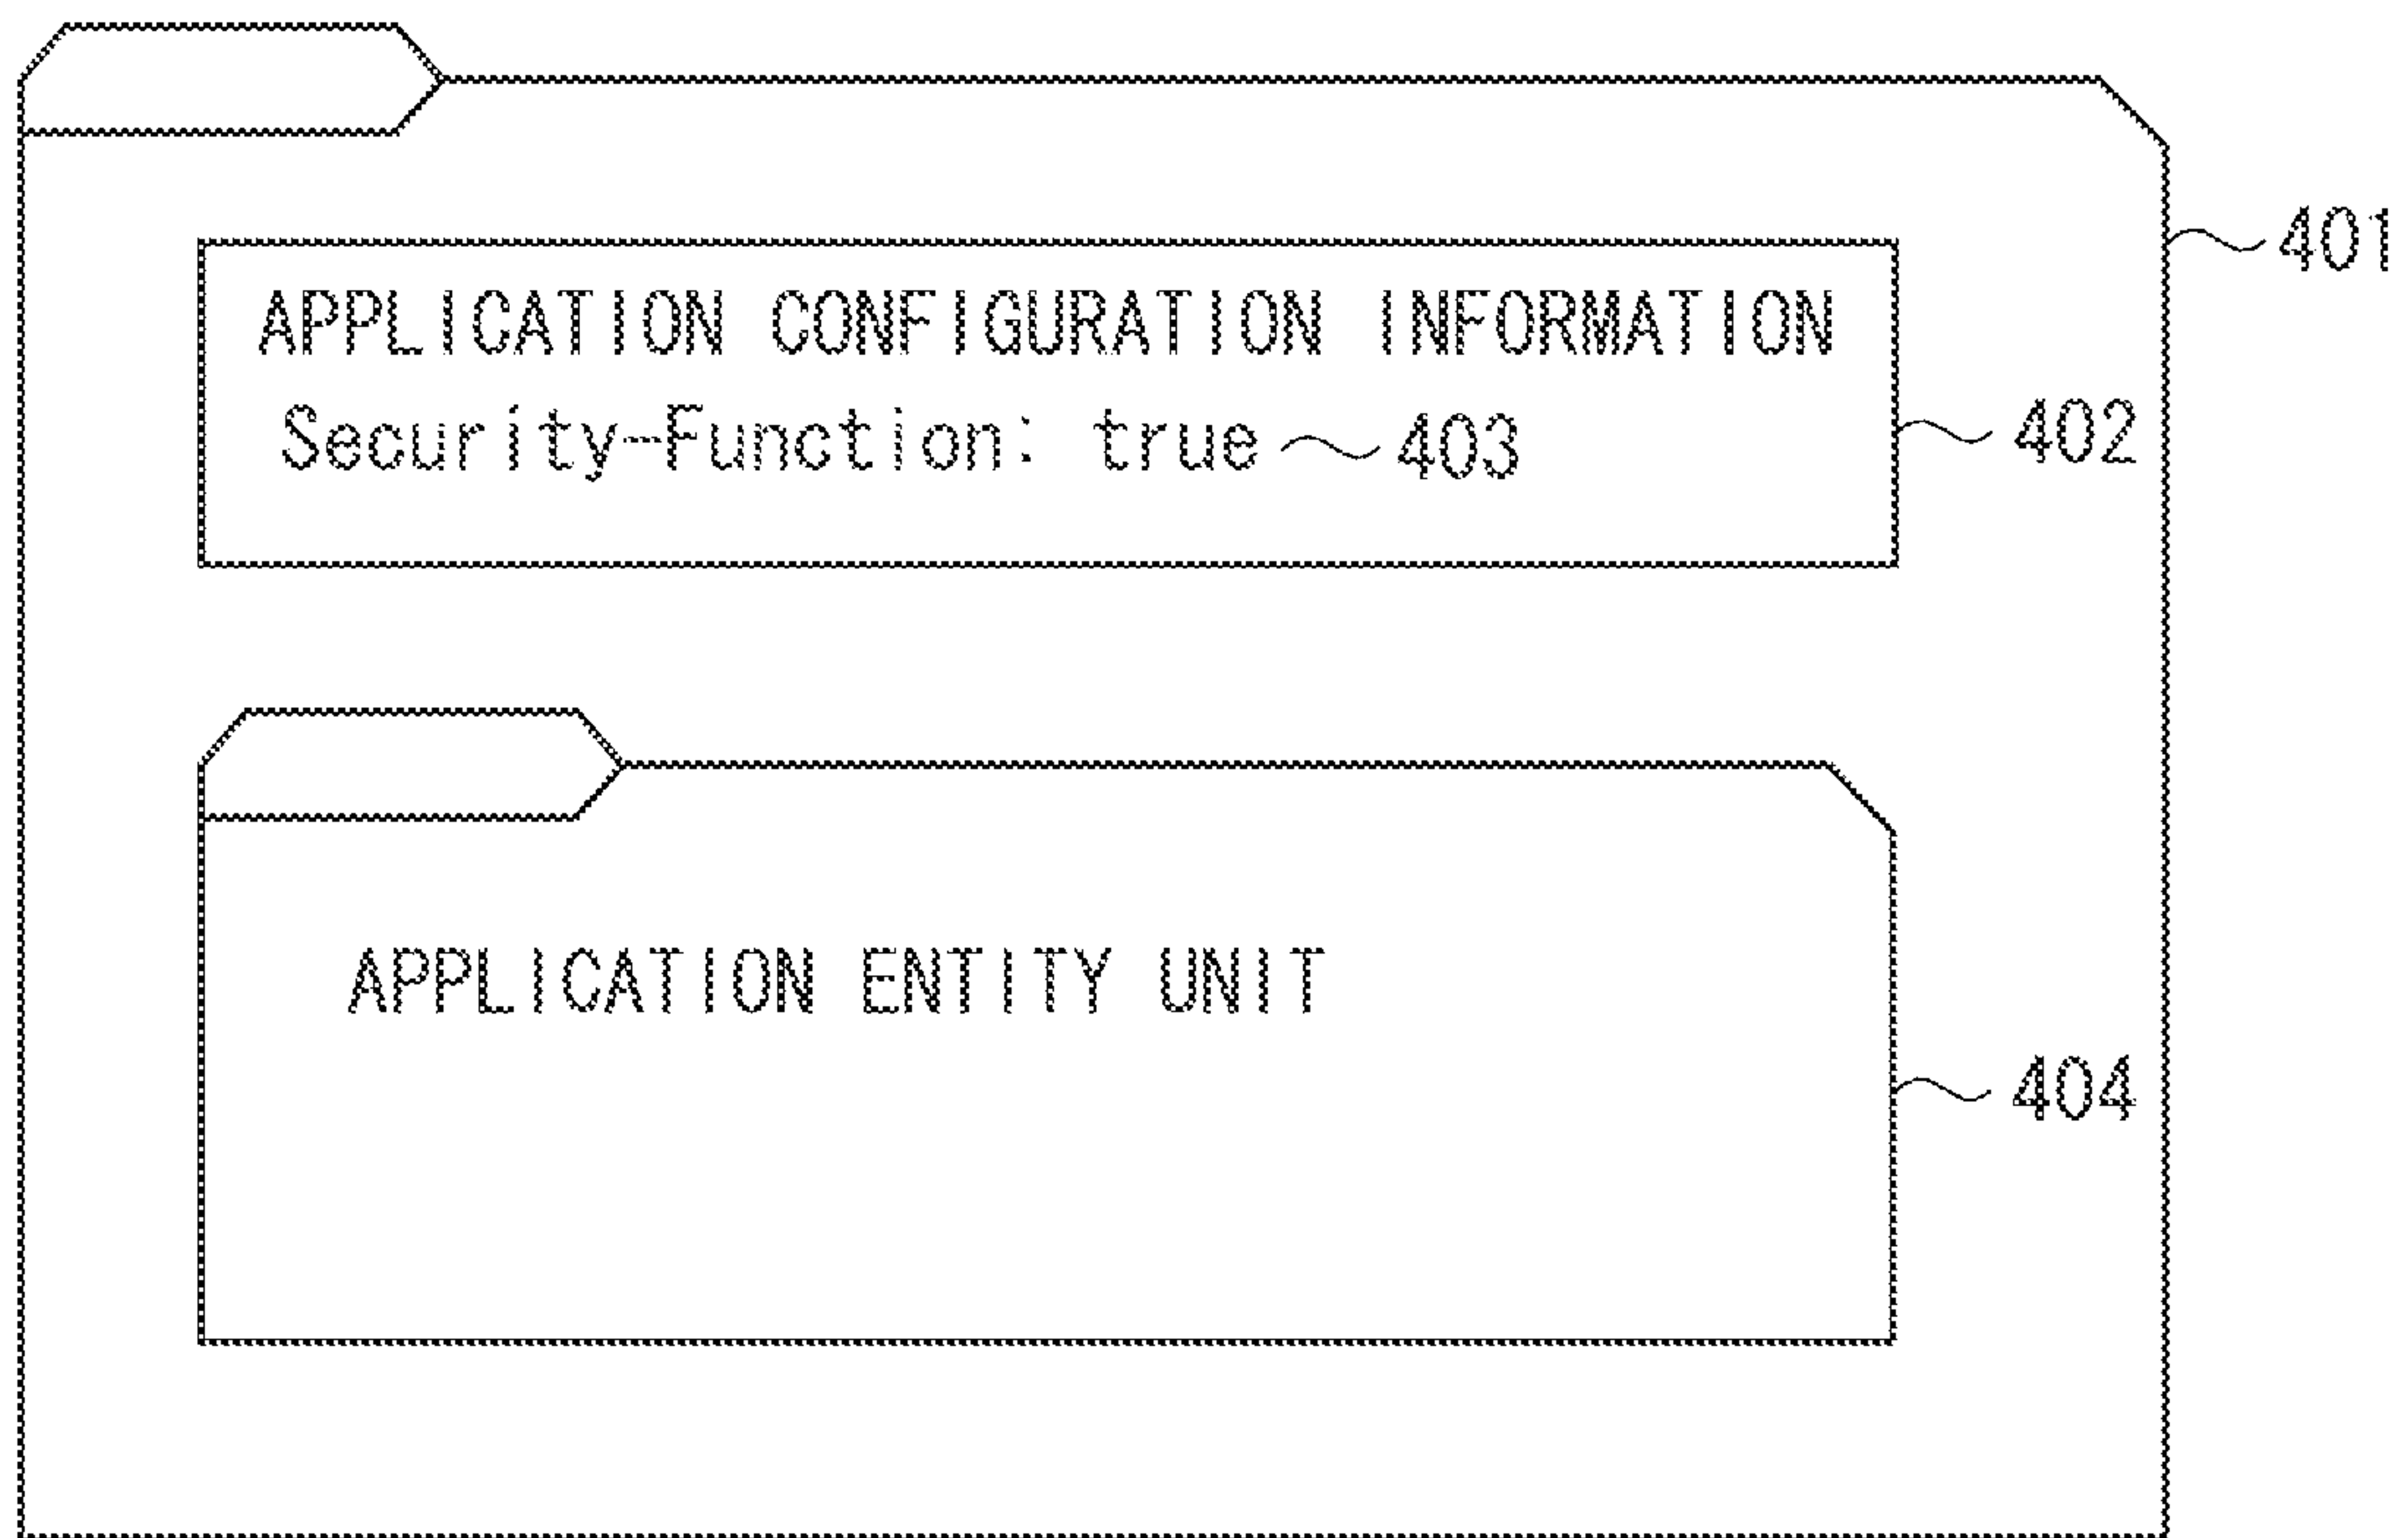 401
APPLICATION CONFIGURATION INFORMATION
Security-Function: true 403
402
APPLICATION ENTITY UNIT
404